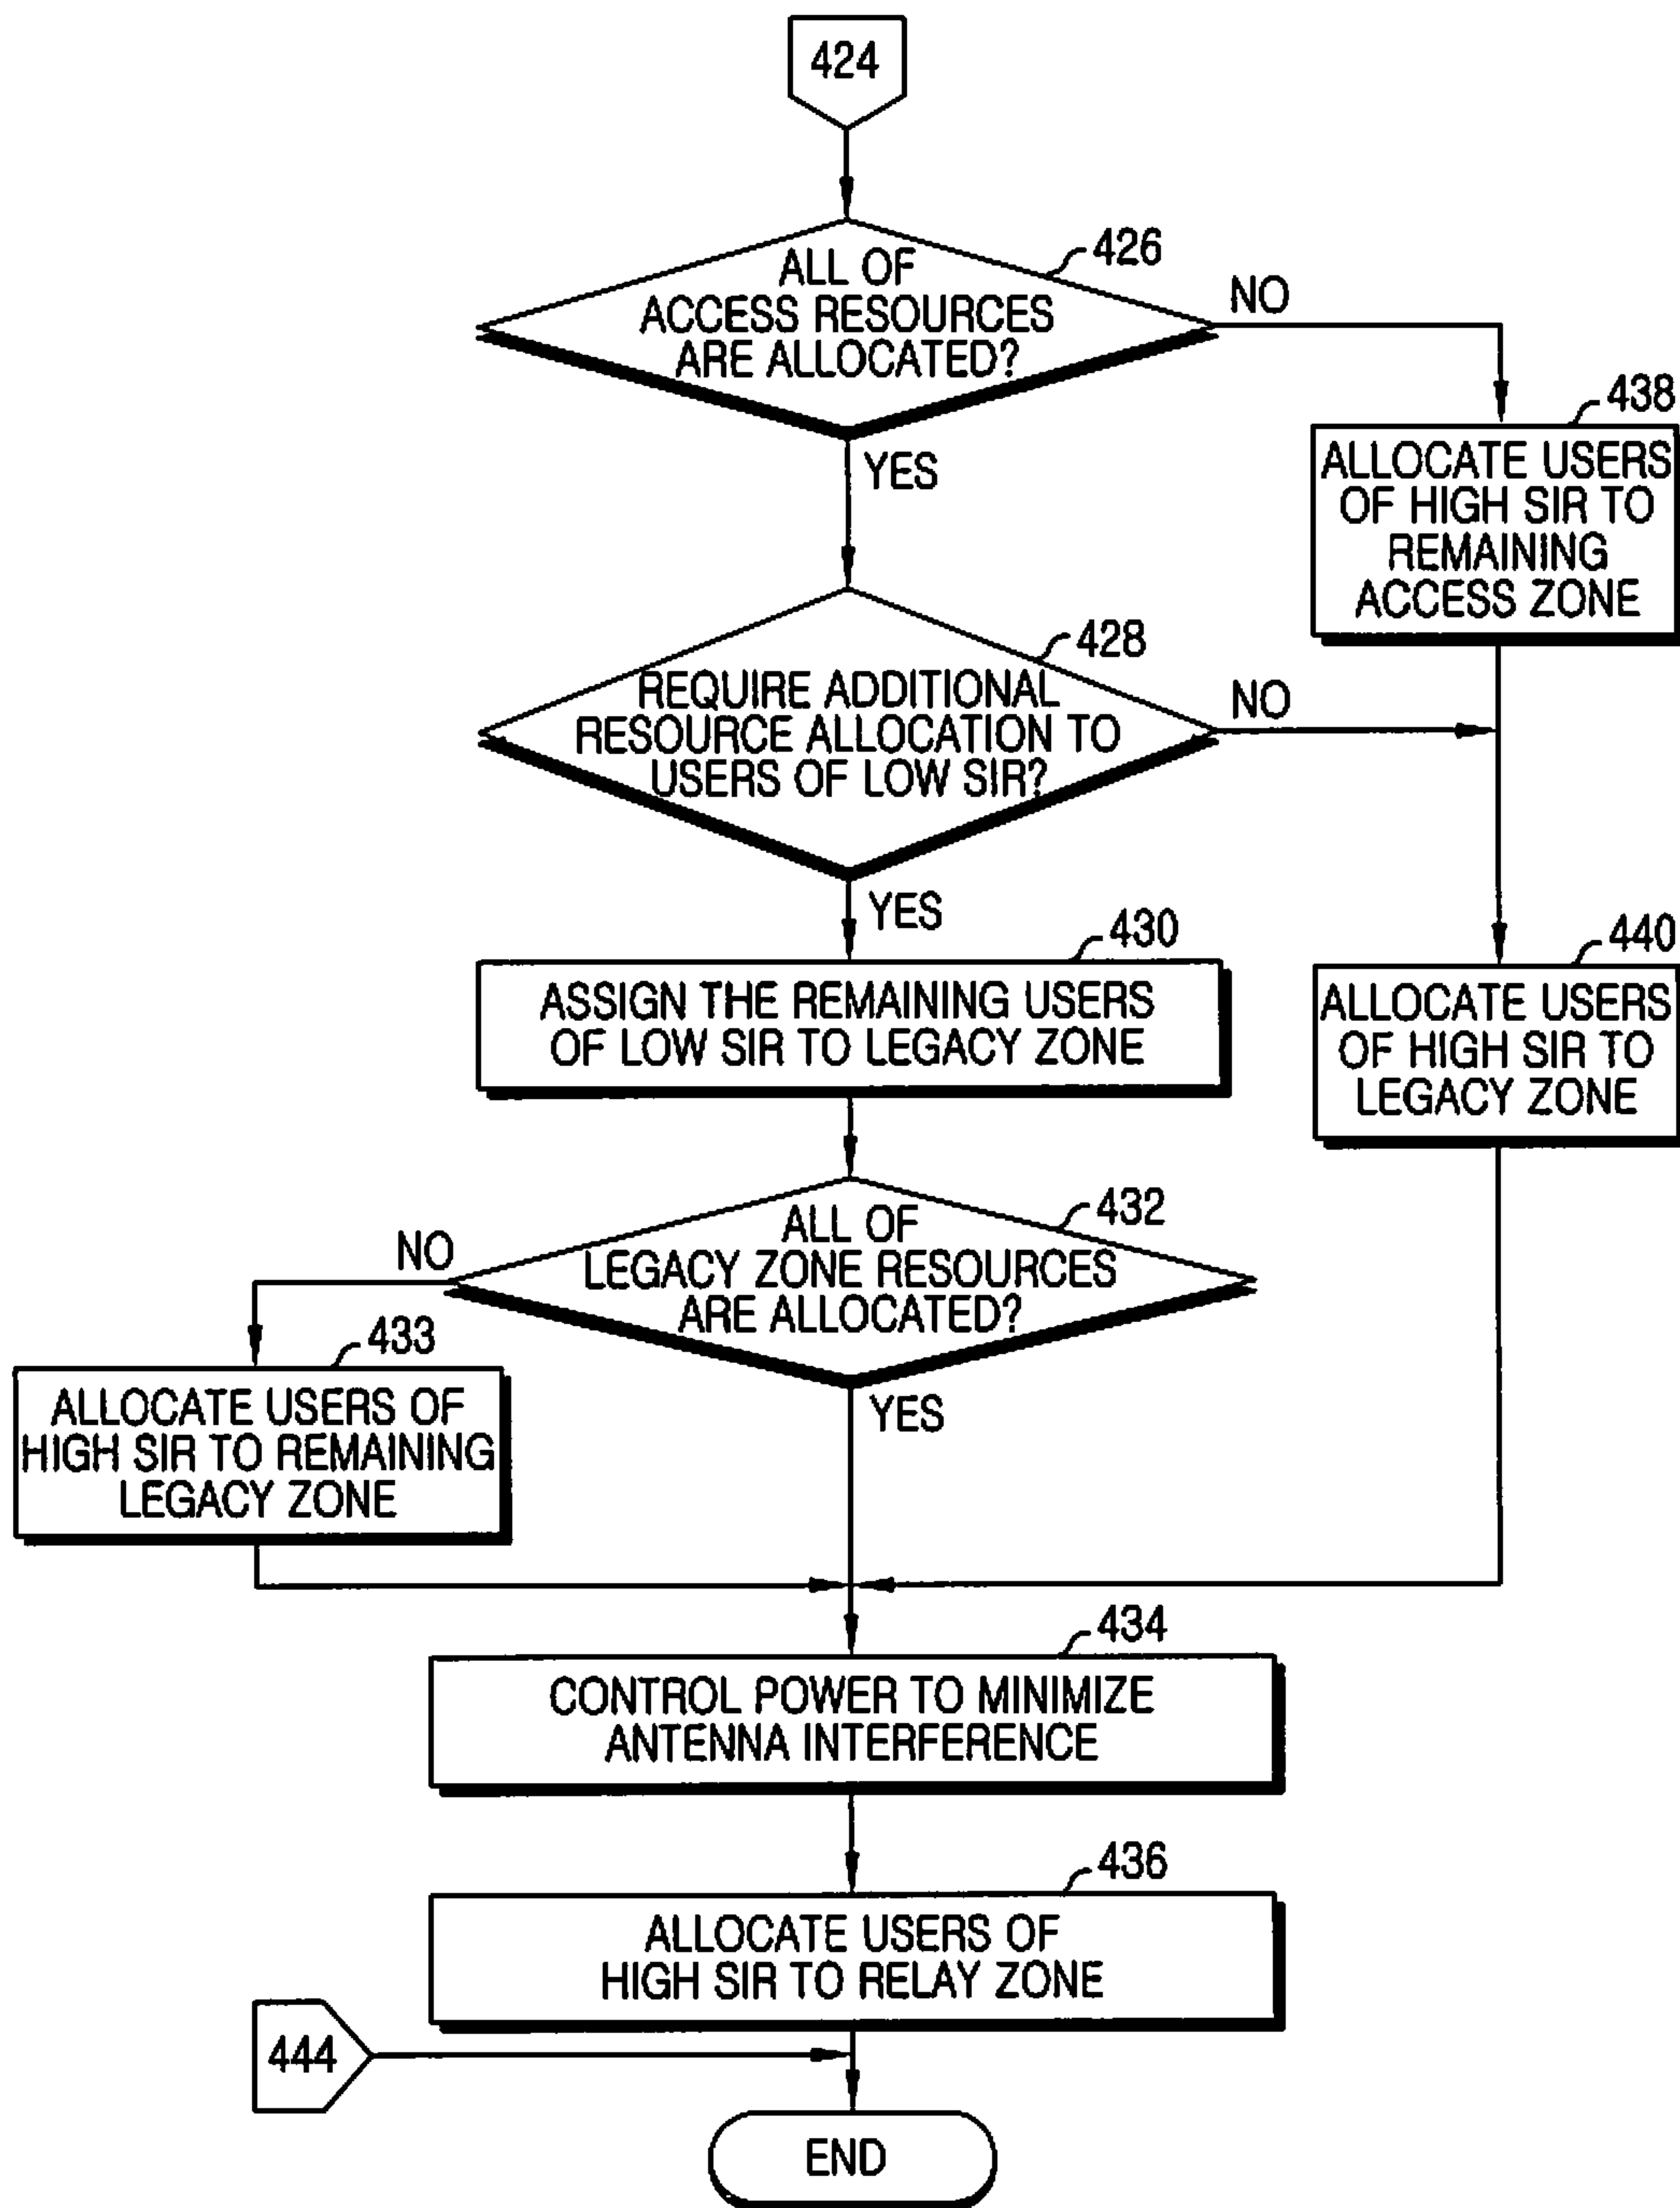 424
426
ALL OF
ACCESS RESOURCES
ARE ALLOCATED?
NO
YES
438
ALLOCATE USERS
OF HIGH SIR TO
REMAINING
ACCESS ZONE
428
REQUIRE ADDITIONAL
RESOURCE ALLOCATION TO
USERS OF LOW SIR?
NO
YES
430
ASSIGN THE REMAINING USERS
OF LOW SIR TO LEGACY ZONE
440
ALLOCATE USERS
OF HIGH SIR TO
LEGACY ZONE
432
ALL OF
LEGACY ZONE RESOURCES
ARE ALLOCATED?
NO
YES
433
ALLOCATE USERS OF
HIGH SIR TO REMAINING
LEGACY ZONE
434
CONTROL POWER TO MINIMIZE
ANTENNA INTERFERENCE
436
ALLOCATE USERS OF
HIGH SIR TO RELAY ZONE
444
END